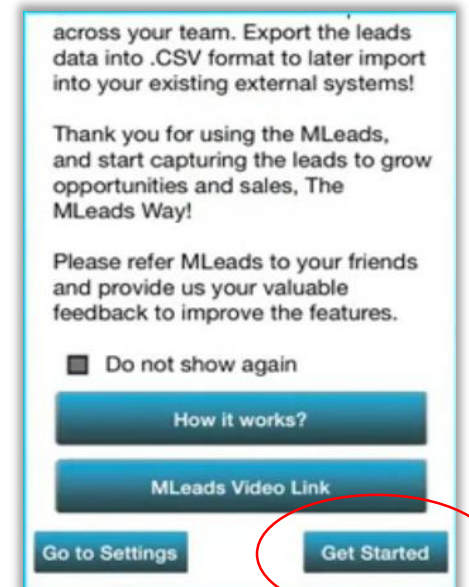 across your team. Export the leads
data into .CSV format to later import
into your existing external systems!
Thank you for using the MLeads,
and start capturing the leads to grow
opportunities and sales, The
MLeads Way!
Please refer MLeads to your friends
and provide us your valuable
feedback to improve the features.
Do not show again
How it works?
MLeads Video Link
Go to Settings
Get Started